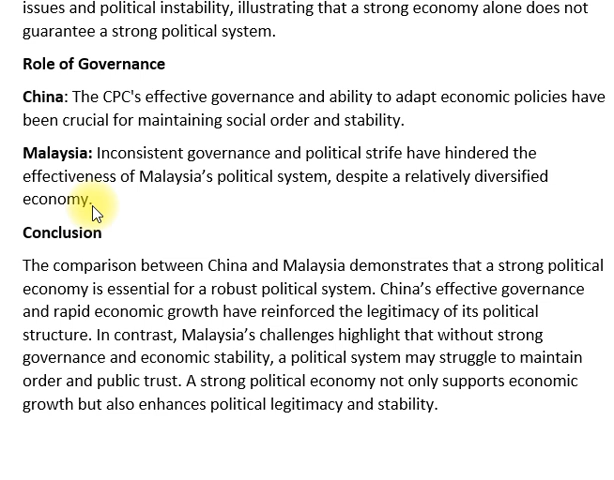 issues and political instability, illustrating that a strong economy alone does not
guarantee a strong political system.
Role of Governance
China: The CPC's effective governance and ability to adapt economic policies have
been crucial for maintaining social order and stability.
Malaysia: Inconsistent governance and political strife have hindered the
effectiveness of Malaysia’s political system, despite a relatively diversified
economy.
Conclusion
The comparison between China and Malaysia demonstrates that a strong political
economy is essential for a robust political system. China’s effective governance
and rapid economic growth have reinforced the legitimacy of its political
structure. In contrast, Malaysia’s challenges highlight that without strong
governance and economic stability, a political system may struggle to maintain
order and public trust. A strong political economy not only supports economic
growth but also enhances political legitimacy and stability.